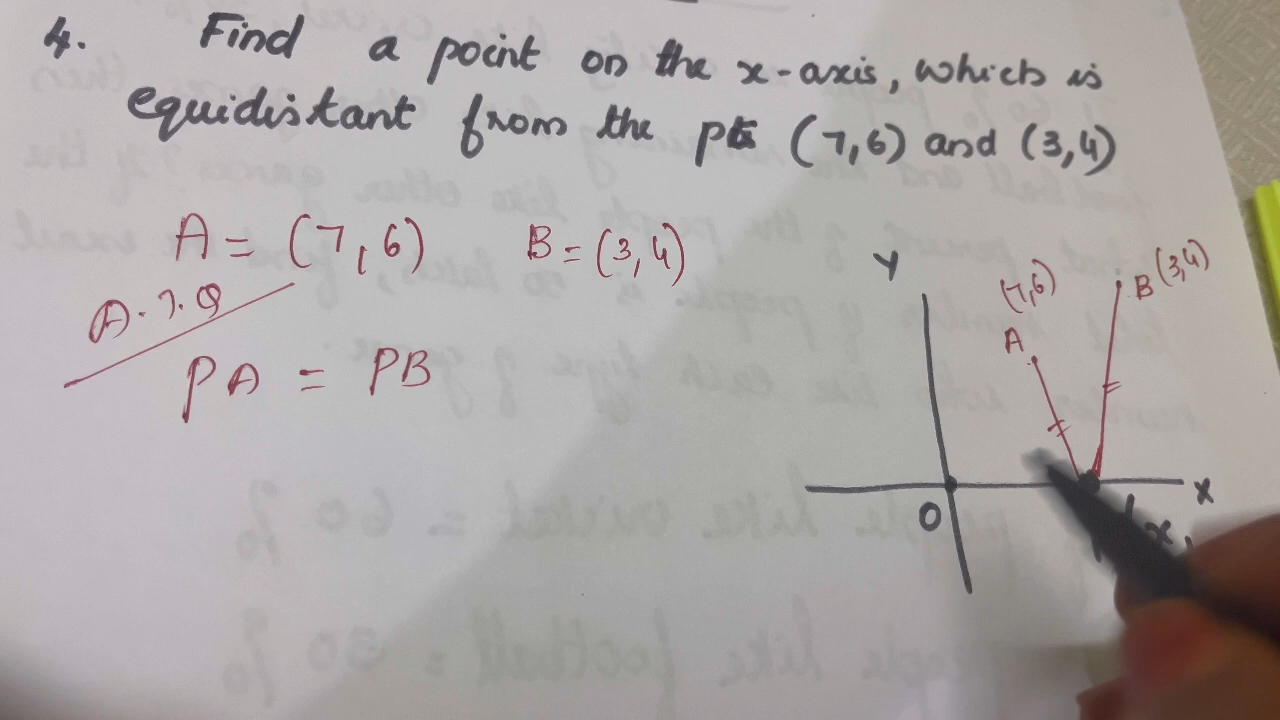 4. Find a point on the x-axis, which is
equidistant from the pts (7,6) and (3,4)
A = (7,6) B = (3,4)
A.T.Q
PA = PB
Y
(7,6)
A
B (3,4)
X
O